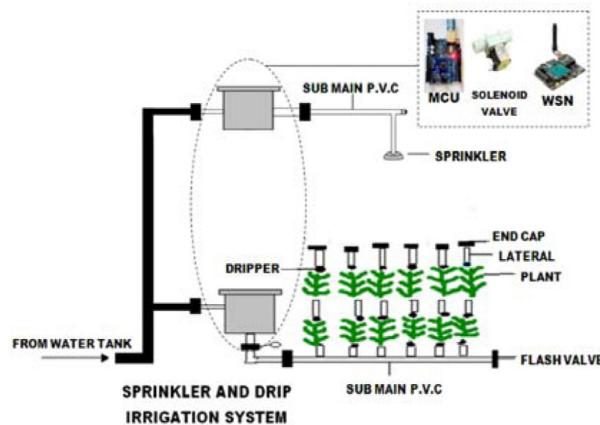 SUB MAIN P.V.C
MCU
SOLENOID
VALVE
WSN
SPRINKLER
END CAP
LATERAL
DRIPPER
PLANT
FROM WATER TANK
FLASH VALVE
SUB MAIN P.V.C
SPRINKLER AND DRIP
IRRIGATION SYSTEM